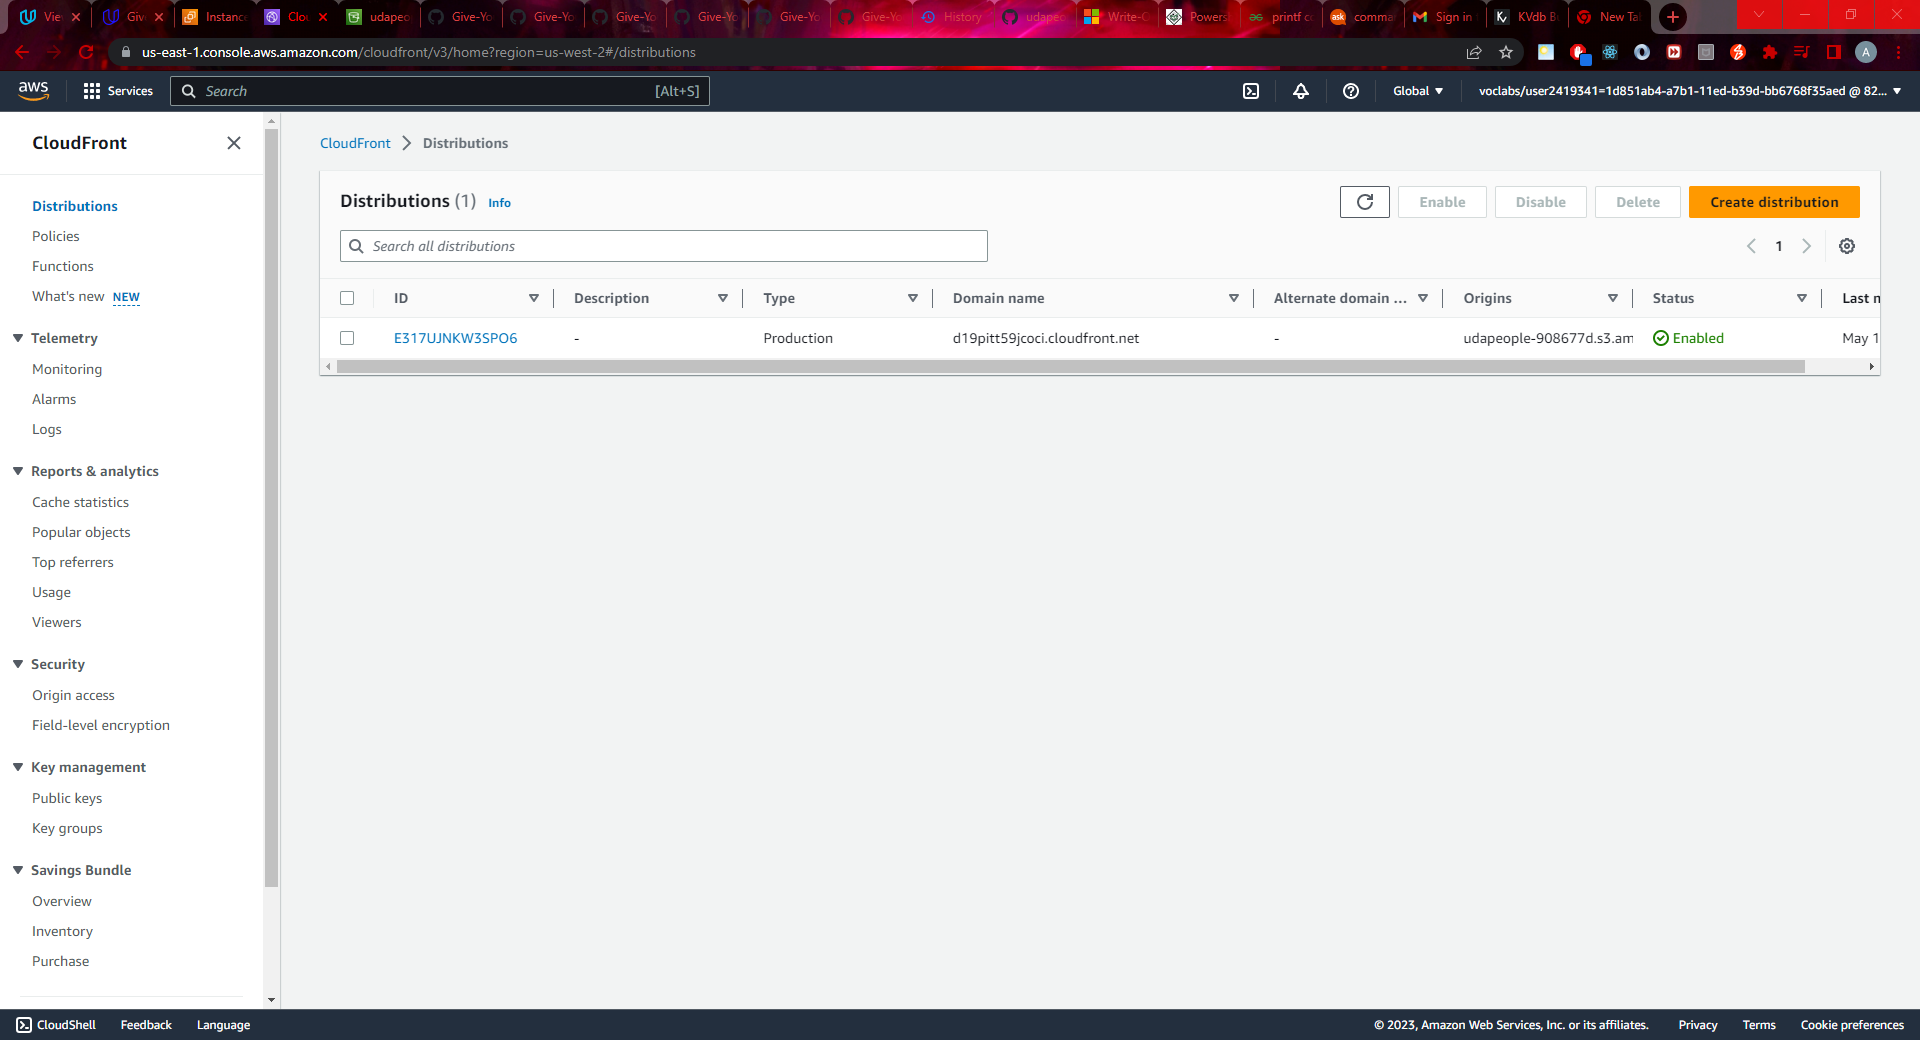 Vie
Giv
Instanc
Clo
udapeo
Give-Yo
Give-Yo
Give-Yo
Give-Yo
Give-Yo
Give-Yo
History
udapeo
Write-C
Powers
printf co
ask
comma
Sign in
KVdb B
New Ta
us-east-1.console.aws.amazon.com/cloudfront/v3/home?region=us-west-2#/distributions
A
aws
Services
Search
[Alt+S]
Global
voclabs/user2419341=1d851ab4-a7b1-11ed-b39d-bb6768f35aed @ 82...
CloudFront
Distributions
Policies
Functions
What's new NEW
Telemetry
Monitoring
Alarms
Logs
Reports & analytics
Cache statistics
Popular objects
Top referrers
Usage
Viewers
Security
Origin access
Field-level encryption
Key management
Public keys
Key groups
Savings Bundle
Overview
Inventory
Purchase
CloudFront > Distributions
Distributions (1) Info
Enable
Disable
Delete
Create distribution
Search all distributions
1
ID Description Type Domain name Alternate domain ... Origins Status Last n
E317UJNKW3SPO6 - Production d19pitt59jcoci.cloudfront.net - udapeople-908677d.s3.am Enabled May 1
CloudShell Feedback Language © 2023, Amazon Web Services, Inc. or its affiliates. Privacy Terms Cookie preferences